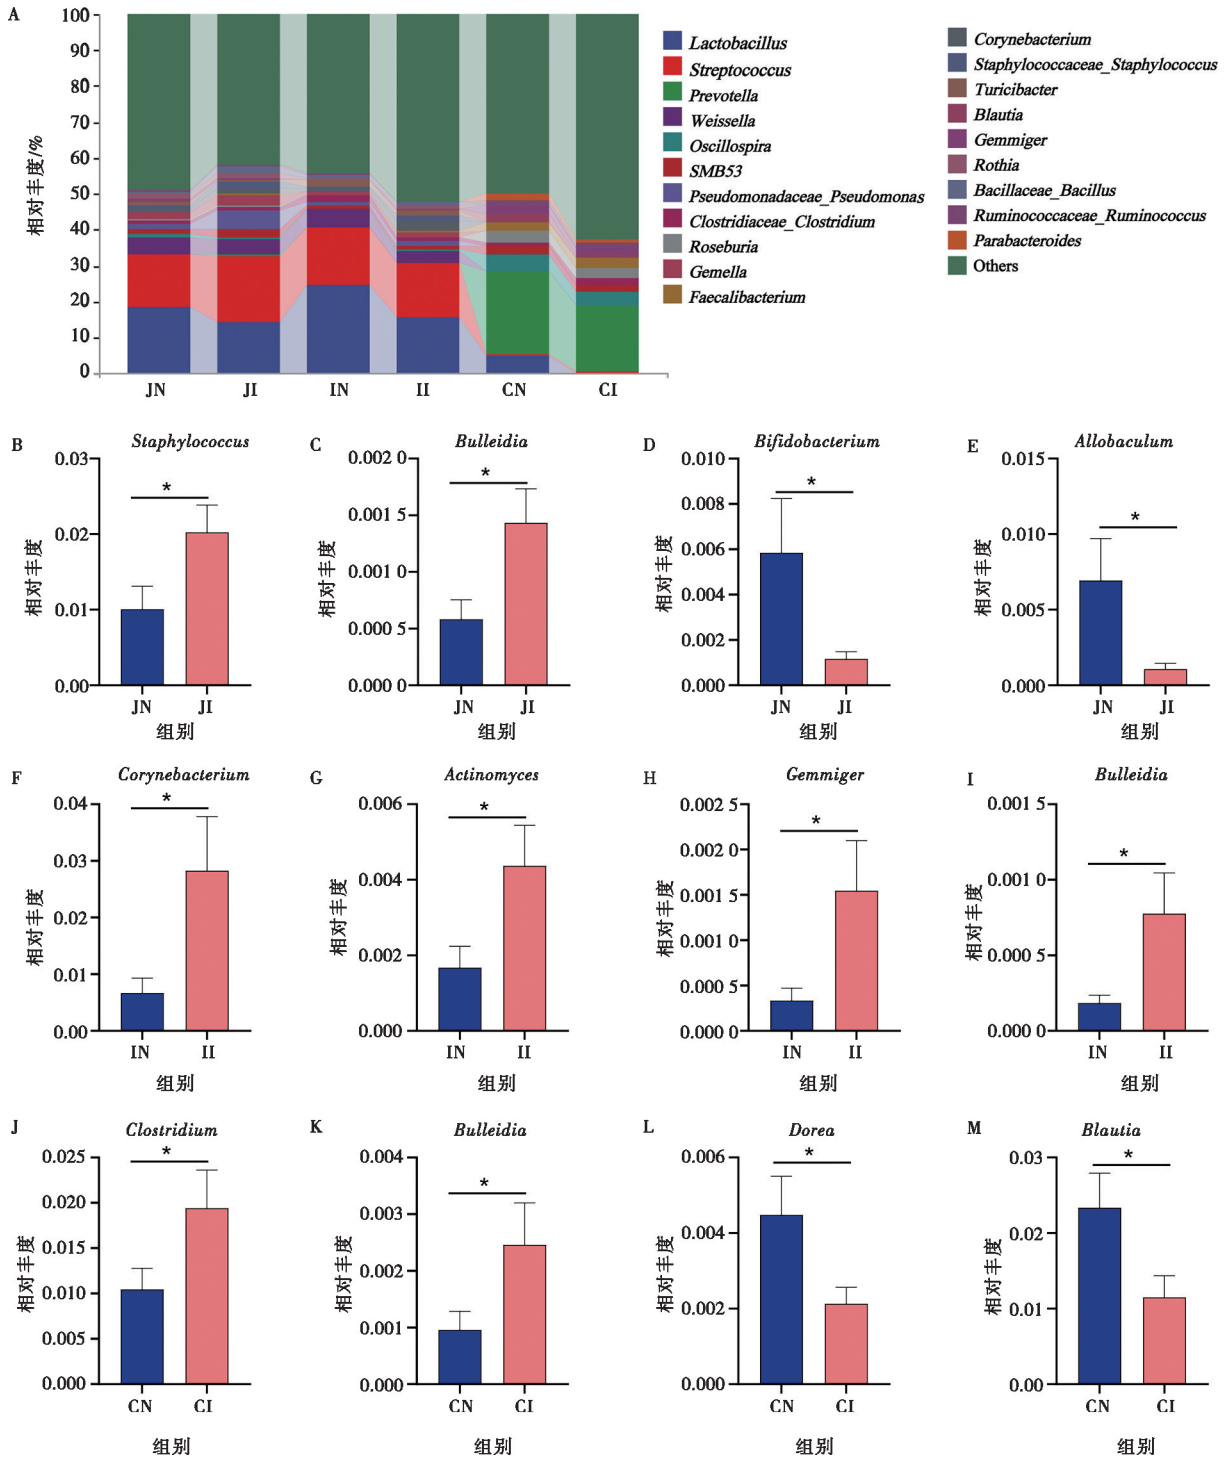 A
相对丰度/%
100
90
80
70
60
50
40
30
20
10
0
JN JI IN II CN CI
Lactobacillus
Streptococcus
Prevotella
Weissella
Oscillospira
SMB53
Pseudomonadaceae_Pseudomonas
Clostridiaceae_Clostridium
Roseburia
Gemella
Faecalibacterium
Corynebacterium
Staphylococcaceae_Staphylococcus
Turicibacter
Blautia
Gemmiger
Rothia
Bacillaceae_Bacillus
Ruminococcaceae_Ruminococcus
Parabacteroides
Others
B Staphylococcus
相对丰度
0.03
0.02
0.01
0.00
*
JN JI
组别
C Bulleidia
相对丰度
0.002 0
0.001 5
0.001 0
0.000 5
0.000 0
*
JN JI
组别
D Bifidobacterium
相对丰度
0.010
0.008
0.006
0.004
0.002
0.000
*
JN JI
组别
E Allobaculum
相对丰度
0.015
0.010
0.005
0.000
*
JN JI
组别
F Corynebacterium
相对丰度
0.04
0.03
0.02
0.01
0.00
*
IN II
组别
G Actinomyces
相对丰度
0.006
0.004
0.002
0.000
*
IN II
组别
H Gemmiger
相对丰度
0.002 5
0.002 0
0.001 5
0.001 0
0.000 5
0.000 0
*
IN II
组别
I Bulleidia
相对丰度
0.001 5
0.001 0
0.000 5
0.000 0
*
IN II
组别
J Clostridium
相对丰度
0.025
0.020
0.015
0.010
0.005
0.000
*
CN CI
组别
K Bulleidia
相对丰度
0.004
0.003
0.002
0.001
0.000
*
CN CI
组别
L Dorea
相对丰度
0.006
0.004
0.002
0.000
*
CN CI
组别
M Blautia
相对丰度
0.03
0.02
0.01
0.00
*
CN CI
组别